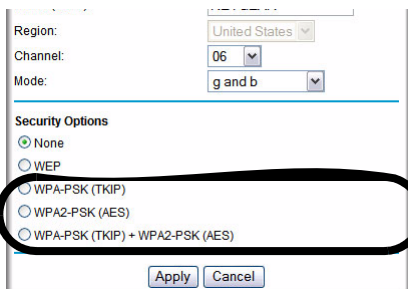 Region: United States
Channel: 06
Mode: g and b
Security Options
None
WEP
WPA-PSK (TKIP)
WPA2-PSK (AES)
WPA-PSK (TKIP) + WPA2-PSK (AES)
Apply Cancel